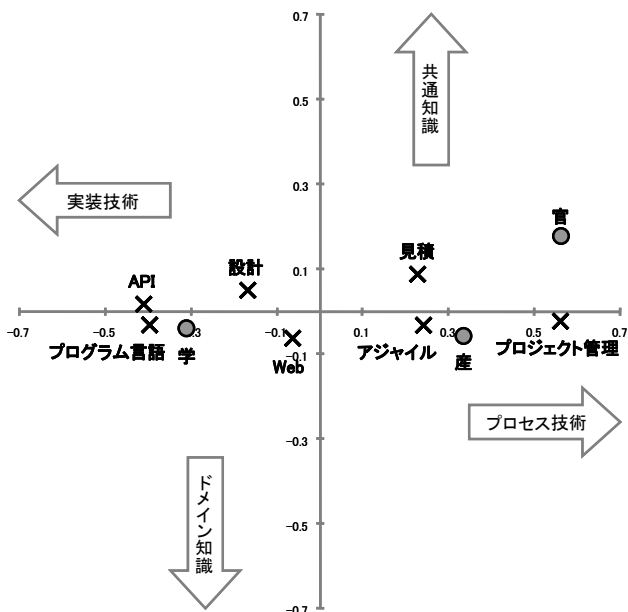 0.7
共通知識
0.5
0.3
実装技術
官
0.1
見積
設計
API
-0.7
-0.5
-0.3
-0.1
0.1
0.3
0.5
0.7
プログラム言語
学
Web
-0.1
アジャイル
産
プロジェクト管理
-0.3
プロセス技術
ドメイン知識
-0.5
-0.7